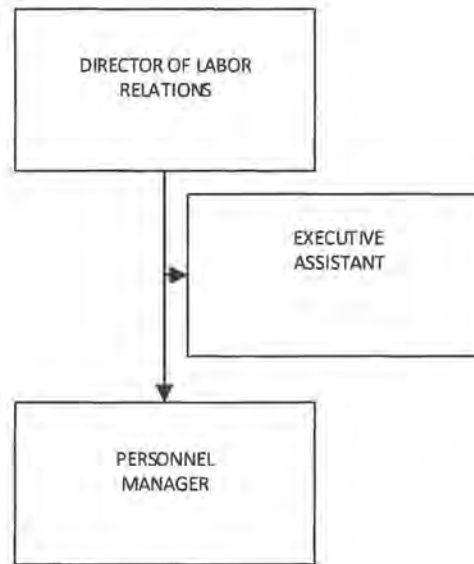 DIRECTOR OF LABOR
RELATIONS
EXECUTIVE
ASSISTANT
PERSONNEL
MANAGER